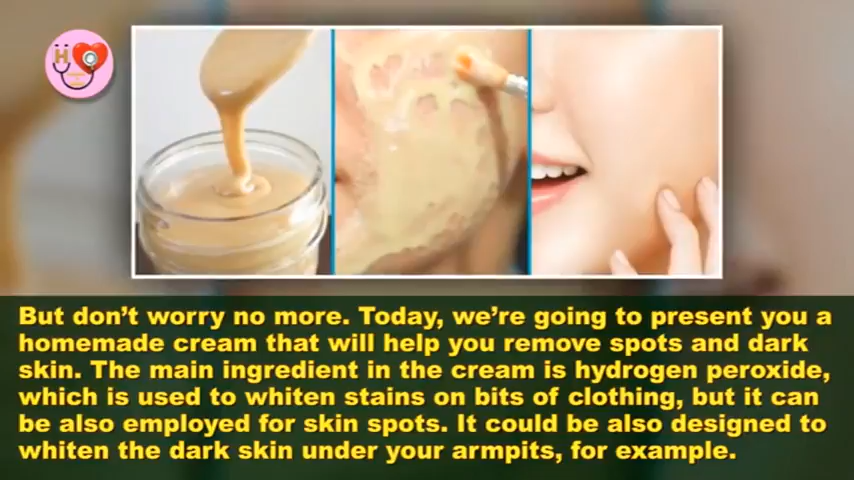 H
But don't worry no more. Today, we're going to present you a
homemade cream that will help you remove spots and dark
skin. The main ingredient in the cream is hydrogen peroxide,
which is used to whiten stains on bits of clothing, but it can
be also employed for skin spots. It could be also designed to
whiten the dark skin under your armpits, for example.